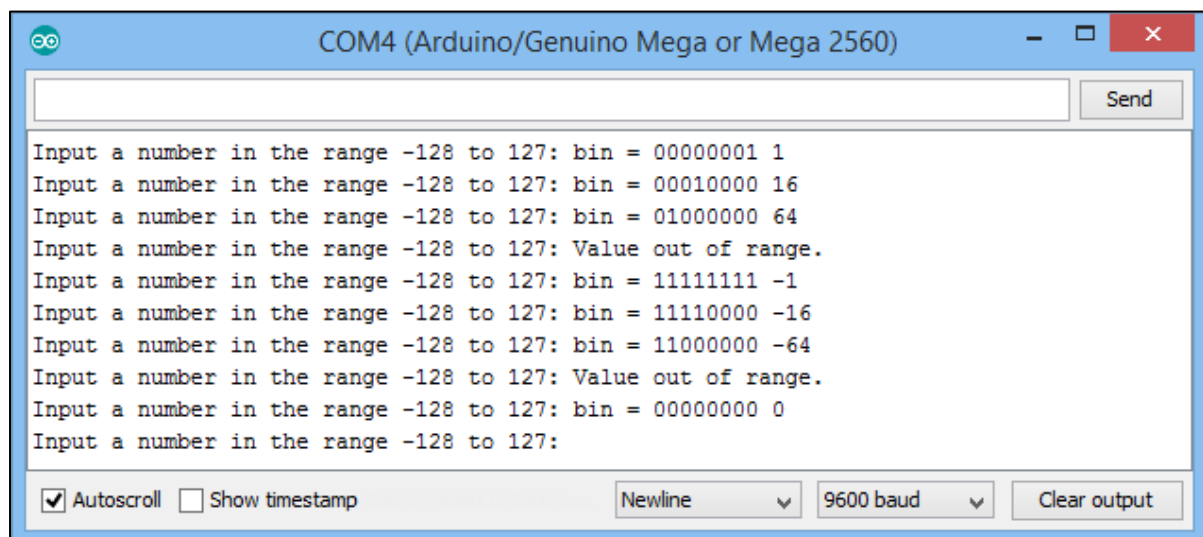 COM4 (Arduino/Genuino Mega or Mega 2560)
Send
Input a number in the range -128 to 127: bin = 00000001 1
Input a number in the range -128 to 127: bin = 00010000 16
Input a number in the range -128 to 127: bin = 01000000 64
Input a number in the range -128 to 127: Value out of range.
Input a number in the range -128 to 127: bin = 11111111 -1
Input a number in the range -128 to 127: bin = 11110000 -16
Input a number in the range -128 to 127: bin = 11000000 -64
Input a number in the range -128 to 127: Value out of range.
Input a number in the range -128 to 127: bin = 00000000 0
Input a number in the range -128 to 127:
Autoscroll Show timestamp Newline 9600 baud Clear output